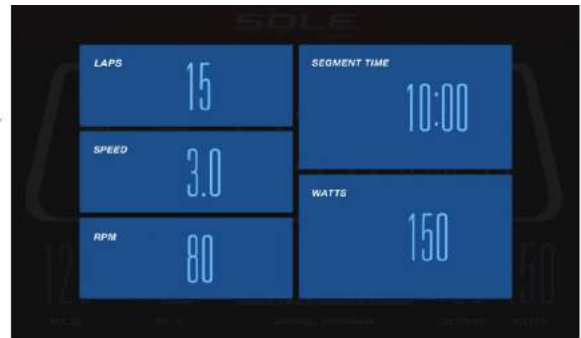 SOLE
LAPS
15
SPEED
3.0
RPM
80
SEGMENT TIME
10:00
WATTS
150